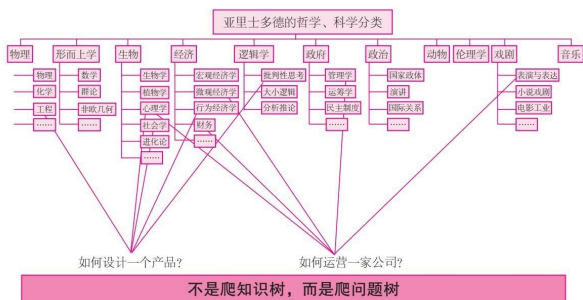 亚里士多德的哲学、科学分类
物理
形而上学
生物
经济
逻辑学
政府
政治
动物
伦理学
戏剧
音乐
物理
化学
工程
……
数学
群论
非欧几何
……
生物学
植物学
心理学
社会学
进化论
……
宏观经济学
微观经济学
行为经济学
财务
……
批判性思考
大小逻辑
分析推论
管理学
运筹学
民主制度
……
国家政体
演讲
国际关系
……
表演与表达
小说戏剧
电影工业
……
如何设计一个产品?
如何运营一家公司?
不是爬知识树，而是爬问题树